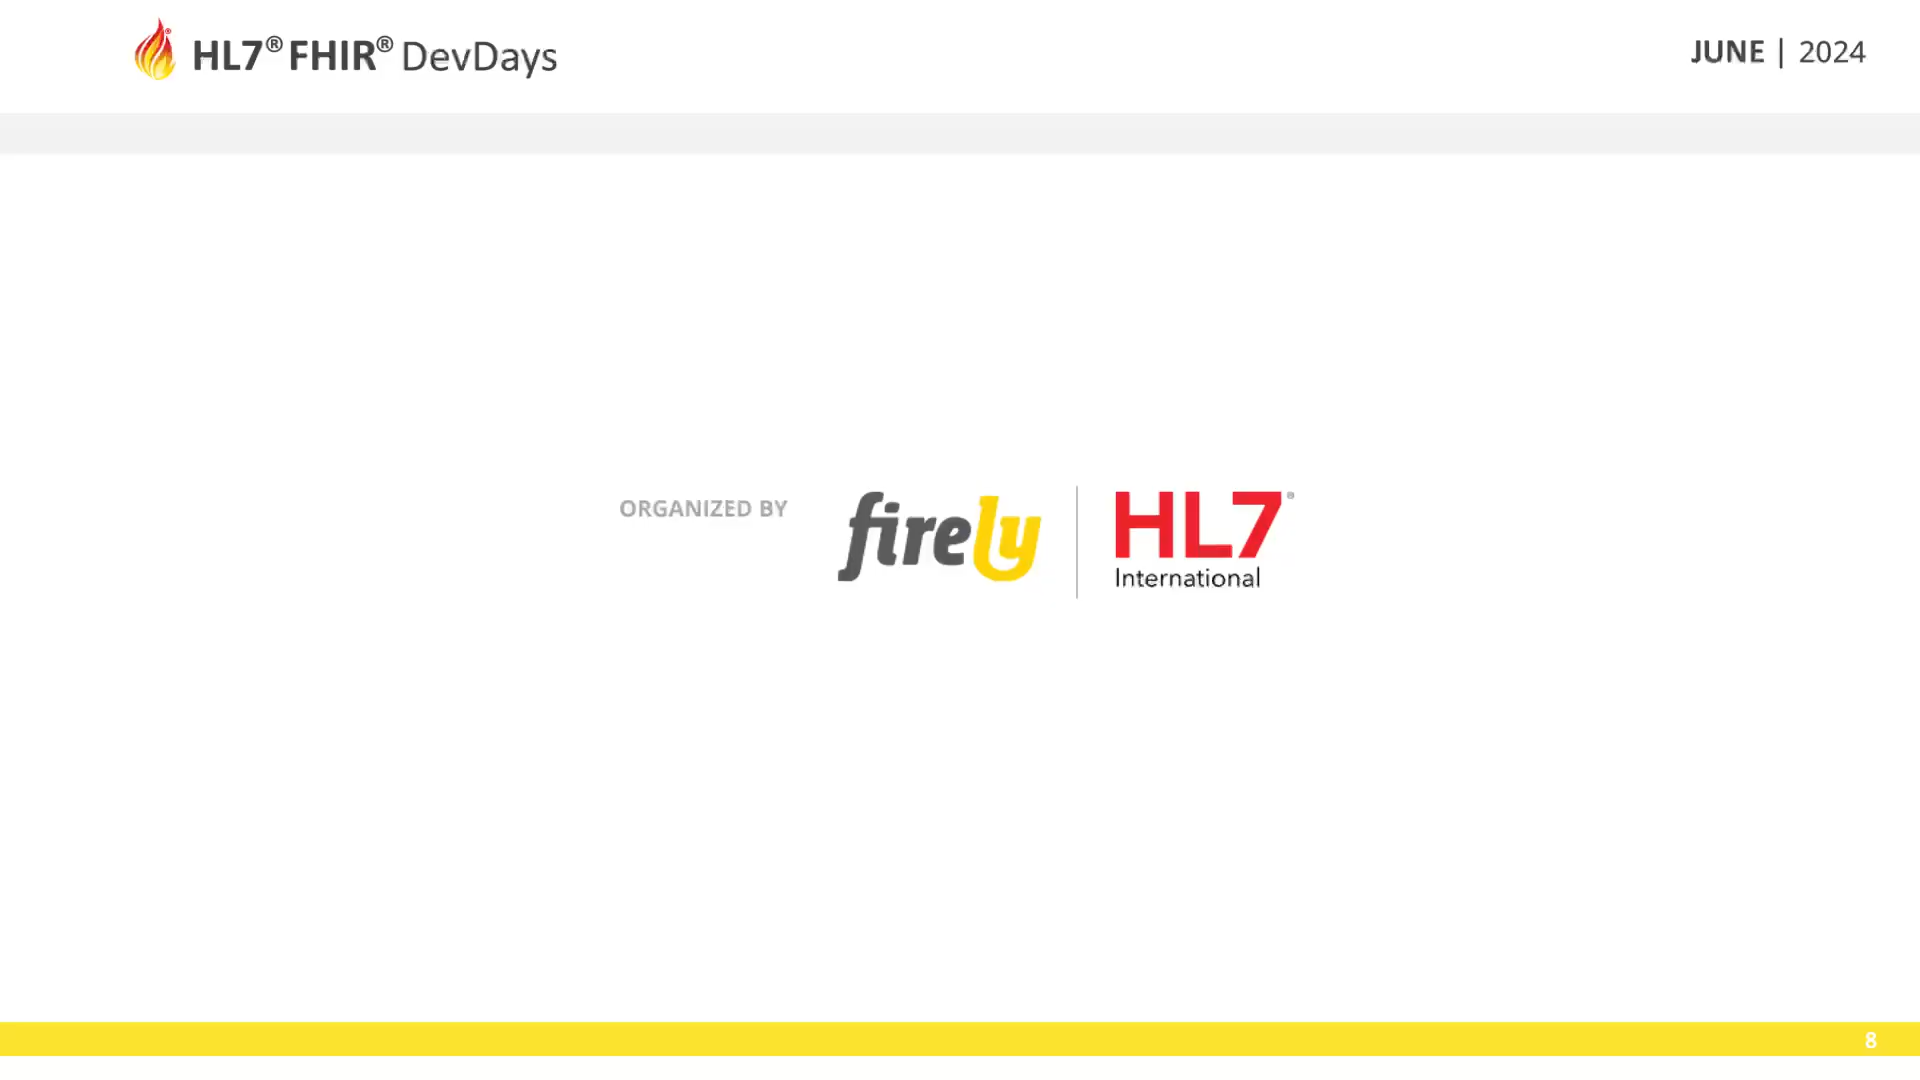 HL7® FHIR® DevDays
JUNE | 2024
ORGANIZED BY
firely
HL7®
International
8